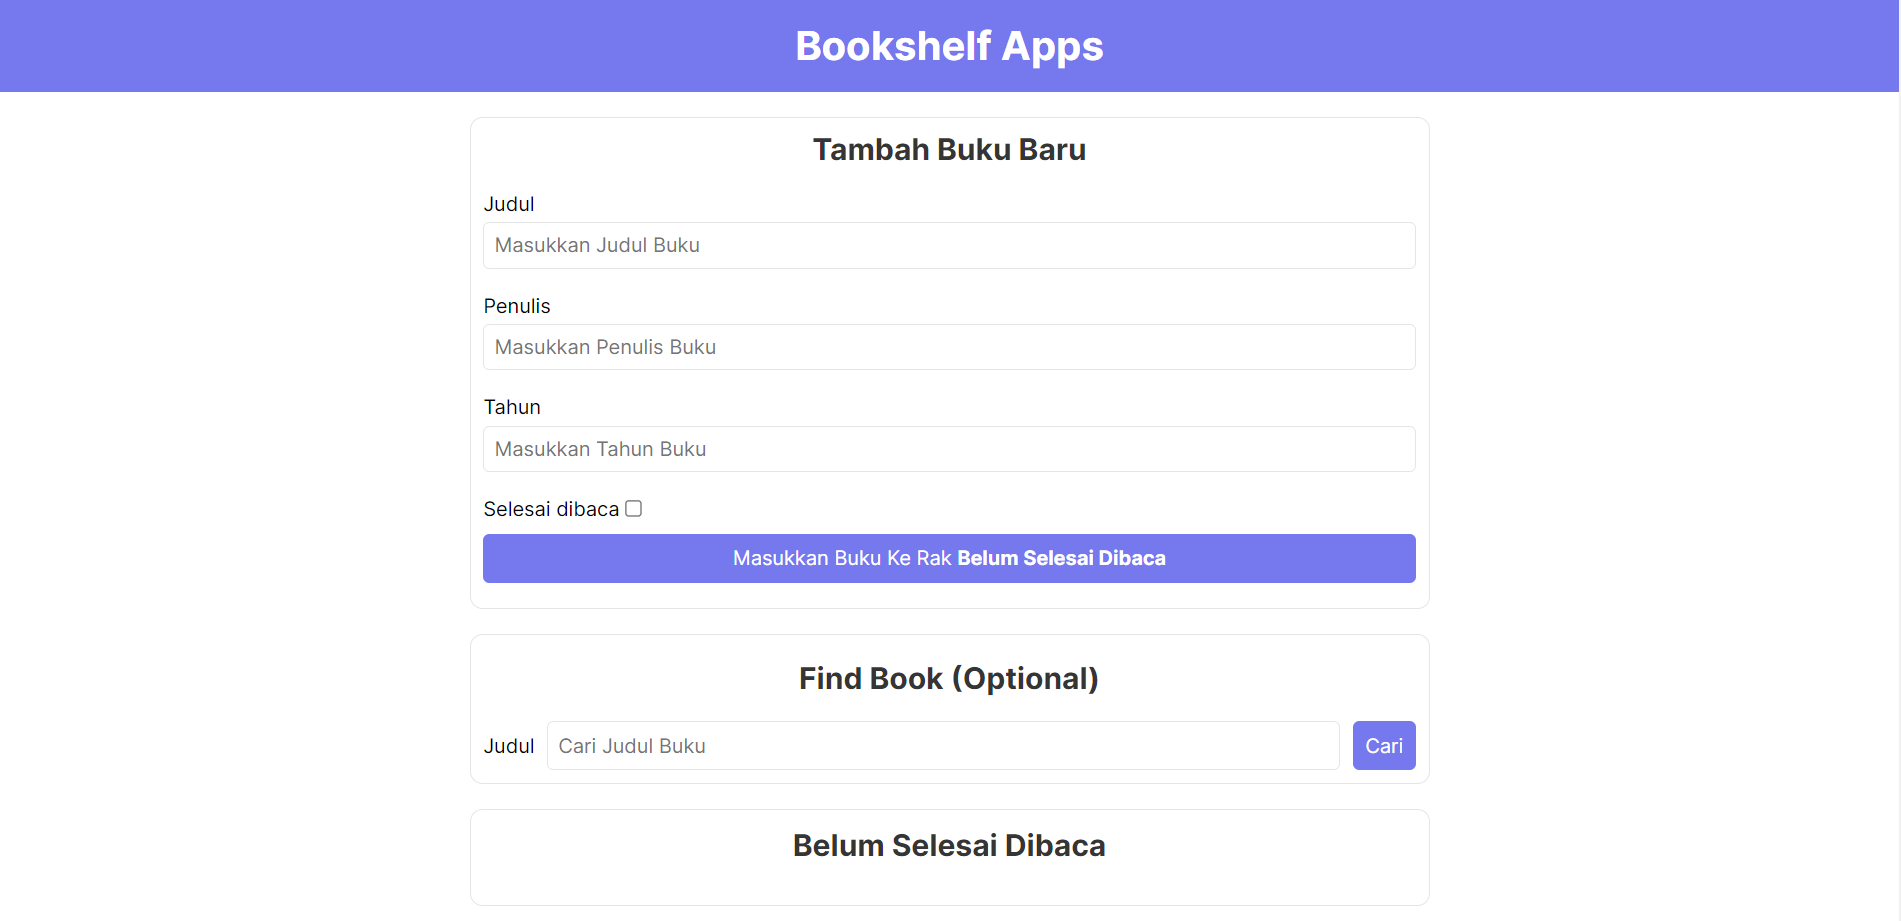 Bookshelf Apps
Tambah Buku Baru
Judul
Masukkan Judul Buku
Penulis
Masukkan Penulis Buku
Tahun
Masukkan Tahun Buku
Selesai dibaca
Masukkan Buku Ke Rak Belum Selesai Dibaca
Find Book (Optional)
Judul Cari Judul Buku Cari
Belum Selesai Dibaca